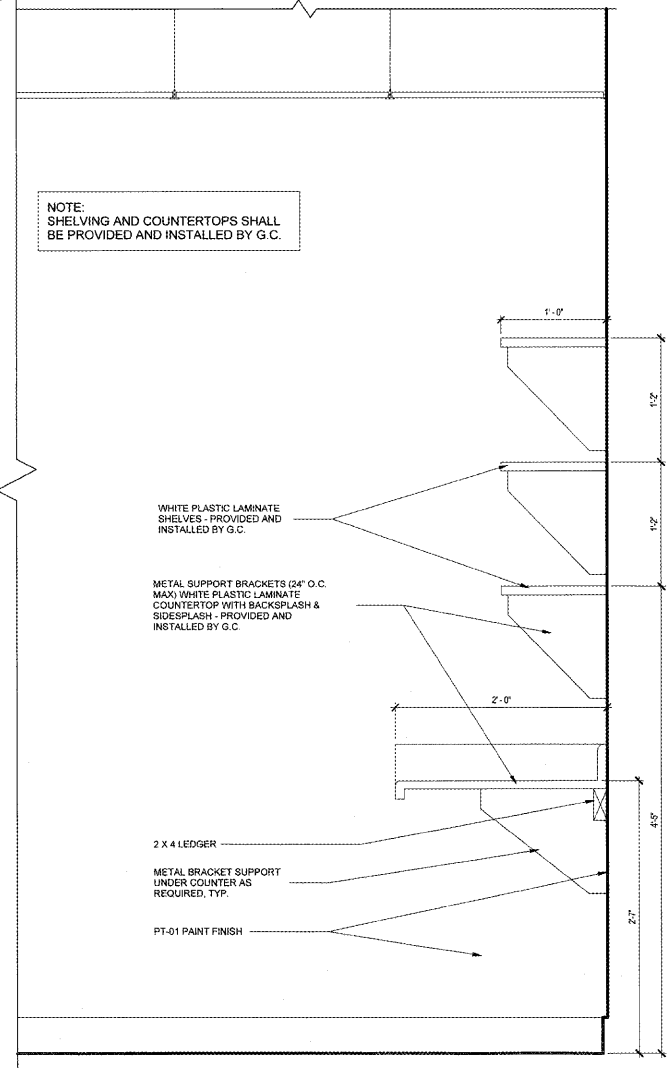 NOTE:
SHELVING AND COUNTERTOPS SHALL
BE PROVIDED AND INSTALLED BY G.C.
1'-0"
1'-2"
1'-2"
WHITE PLASTIC LAMINATE
SHELVES - PROVIDED AND
INSTALLED BY G.C.
METAL SUPPORT BRACKETS (24" O.C.
MAX) WHITE PLASTIC LAMINATE
COUNTERTOP WITH BACKSPLASH &
SIDESPLASH - PROVIDED AND
INSTALLED BY G.C.
2'-0"
4'-5"
2 X 4 LEDGER
METAL BRACKET SUPPORT
UNDER COUNTER AS
REQUIRED, TYP.
2'-7"
PT-01 PAINT FINISH